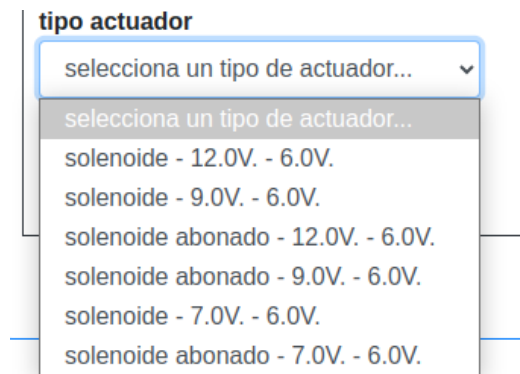 tipo actuador
selecciona un tipo de actuador...
selecciona un tipo de actuador...
solenoide - 12.0V. - 6.0V.
solenoide - 9.0V. - 6.0V.
solenoide abonado - 12.0V. - 6.0V.
solenoide abonado - 9.0V. - 6.0V.
solenoide - 7.0V. - 6.0V.
solenoide abonado - 7.0V. - 6.0V.